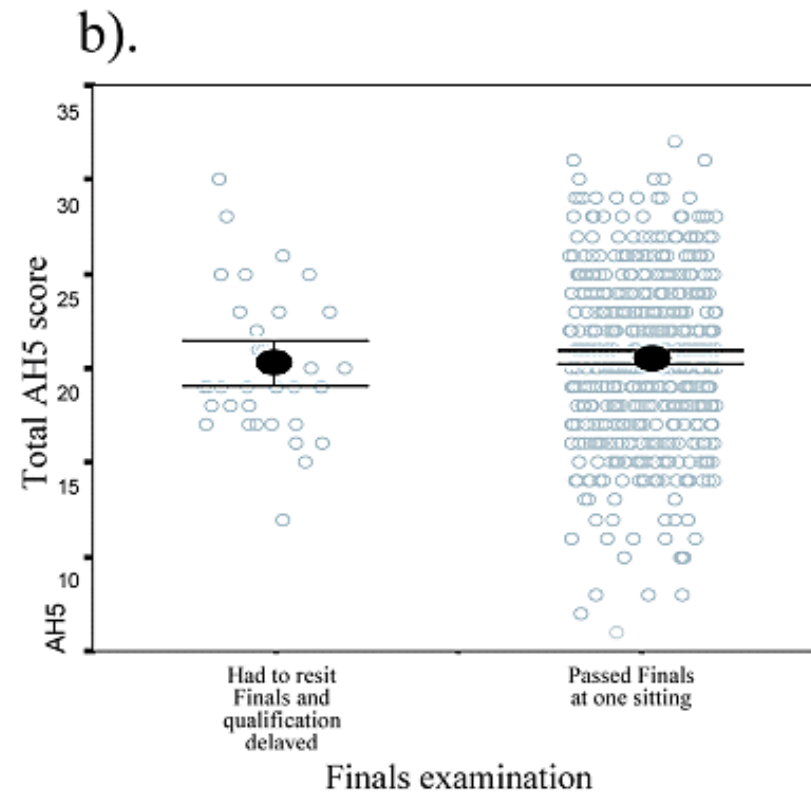 b).
35
30
25
20
15
10
AH5
Total AH5 score
Had to resit
Finals and
qualification
delaved
Passed Finals
at one sitting
Finals examination